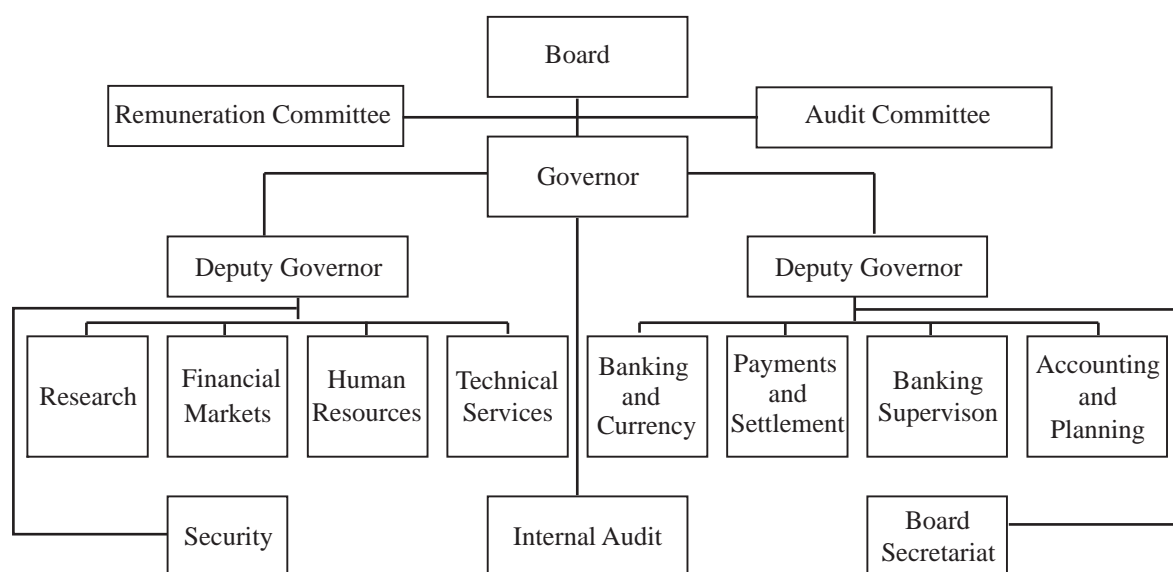 Board
Remuneration Committee
Audit Committee
Governor
Deputy Governor
Deputy Governor
Research
Financial
Markets
Human
Resources
Technical
Services
Banking
and
Currency
Payments
and
Settlement
Banking
Supervison
Accounting
and
Planning
Security
Internal Audit
Board
Secretariat